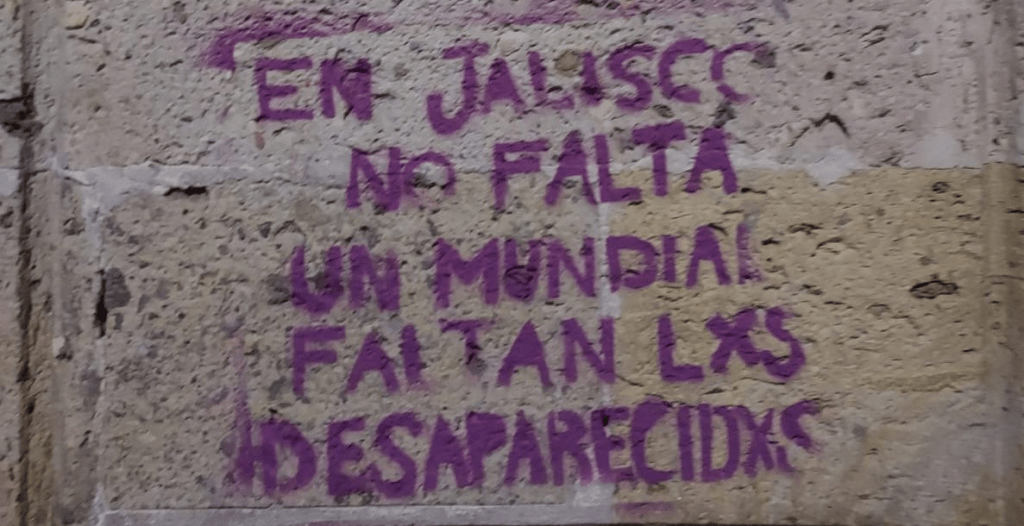 EN JALISCO
NO FALTA
UN MUNDIAL
FALTAN LXS
DESAPARECIDXS